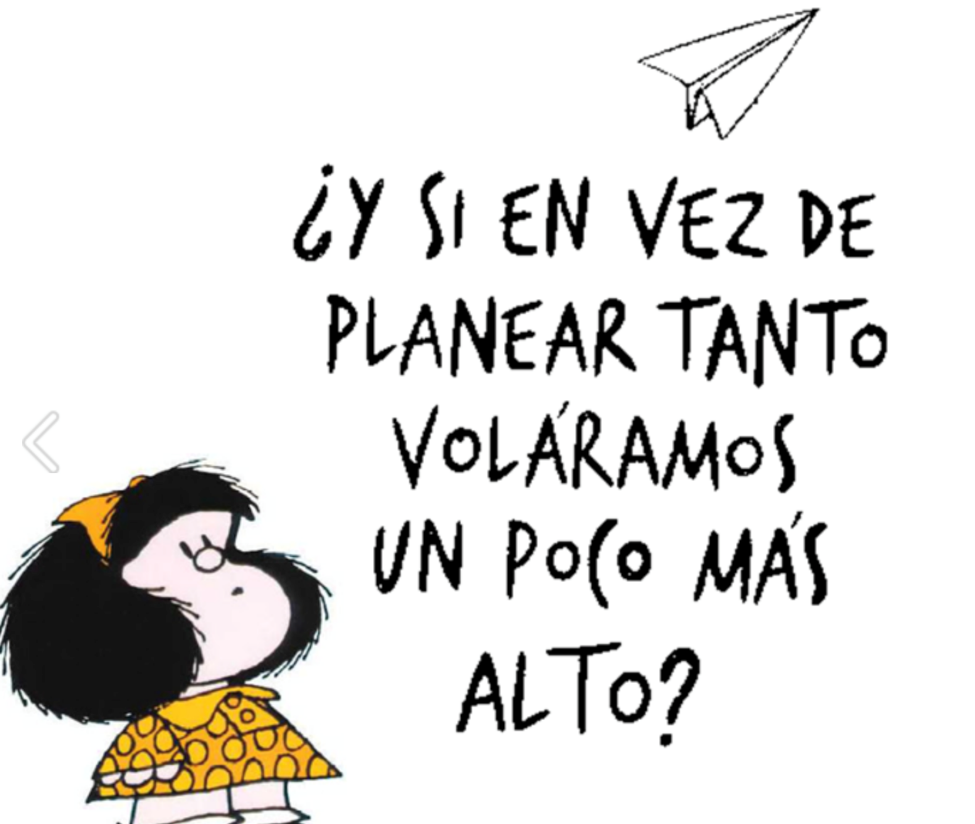 ¿Y SI EN VEZ DE
PLANEAR TANTO
VOLÁRAMOS
UN POCO MÁS
ALTO?